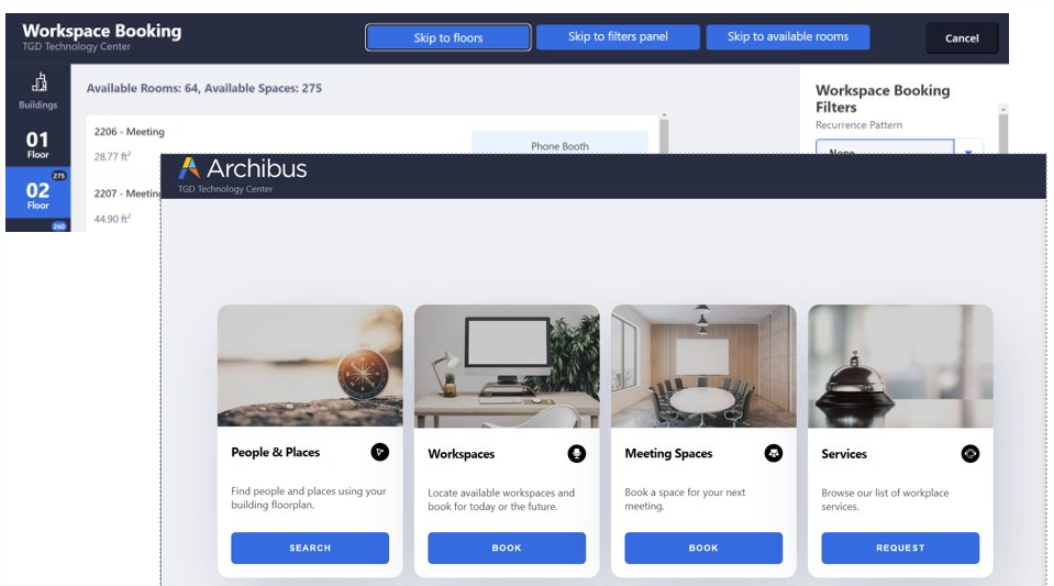 Workspace Booking
TGD Technology Center
Skip to floors
Skip to filters panel
Skip to available rooms
Cancel
Buildings
01
Floor
275
02
Floor
260
Available Rooms: 64, Available Spaces: 275
2206 - Meeting
28.77 ft²
Phone Booth
2207 - Meeting
44.90 ft²
Workspace Booking
Filters
Recurrence Pattern
None
Archibus
TGD Technology Center
People & Places
Find people and places using your
building floorplan.
SEARCH
Workspaces
Locate available workspaces and
book for today or the future.
BOOK
Meeting Spaces
Book a space for your next
meeting.
BOOK
Services
Browse our list of workplace
services.
REQUEST